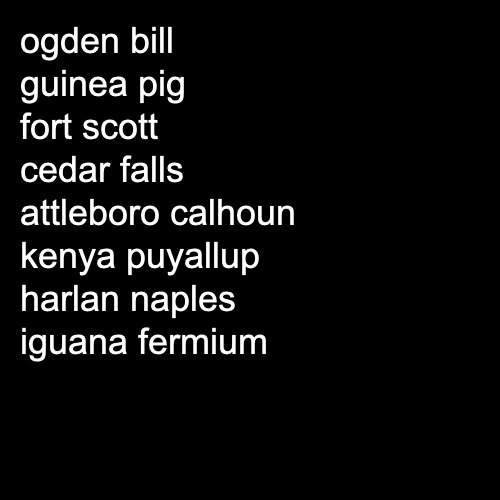 ogden bill
guinea pig
fort scott
cedar falls
attleboro calhoun
kenya puyallup
harlan naples
iguana fermium